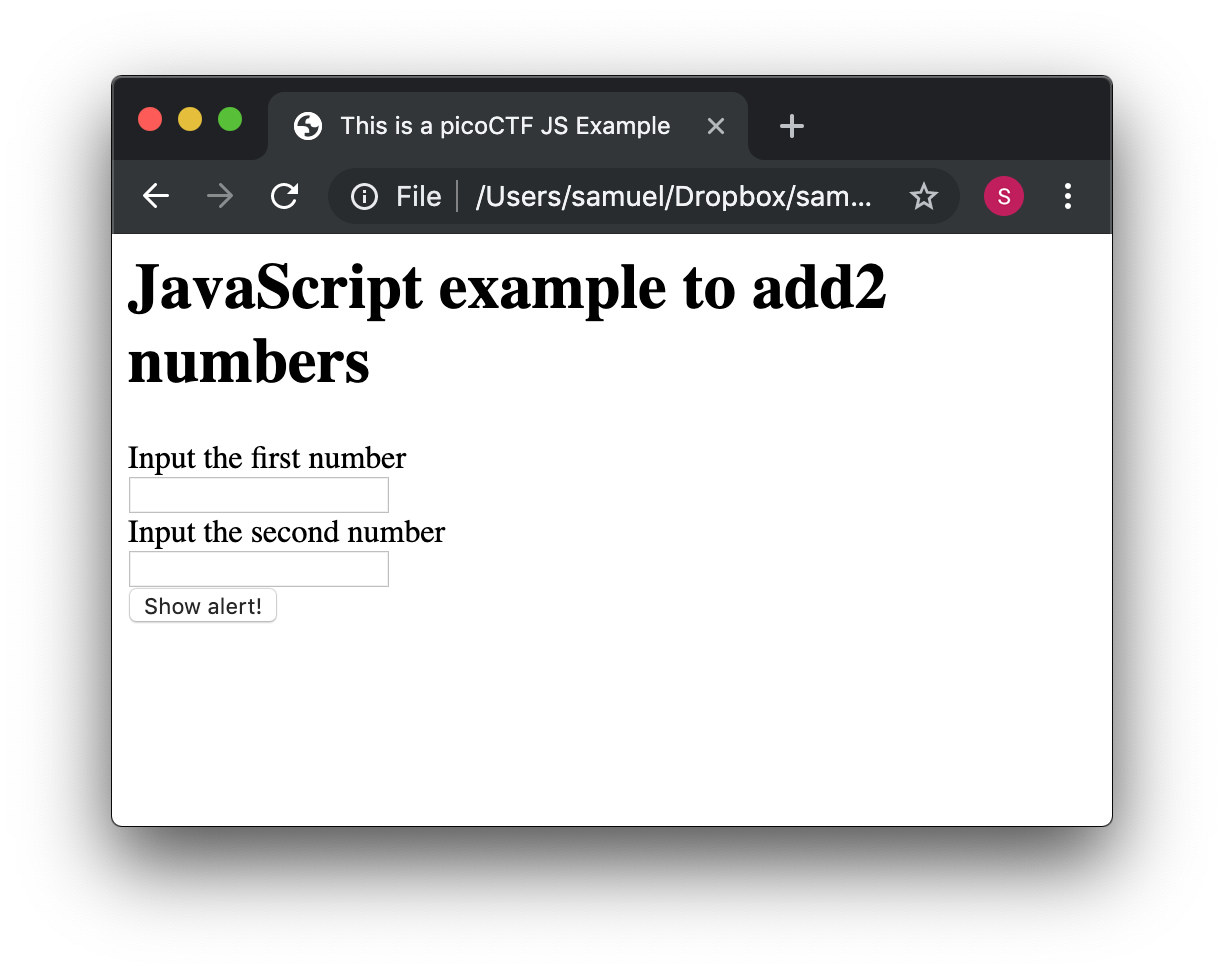 This is a picoCTF JS Example
File /Users/samuel/Dropbox/sam...
S
JavaScript example to add2
numbers
Input the first number
Input the second number
Show alert!